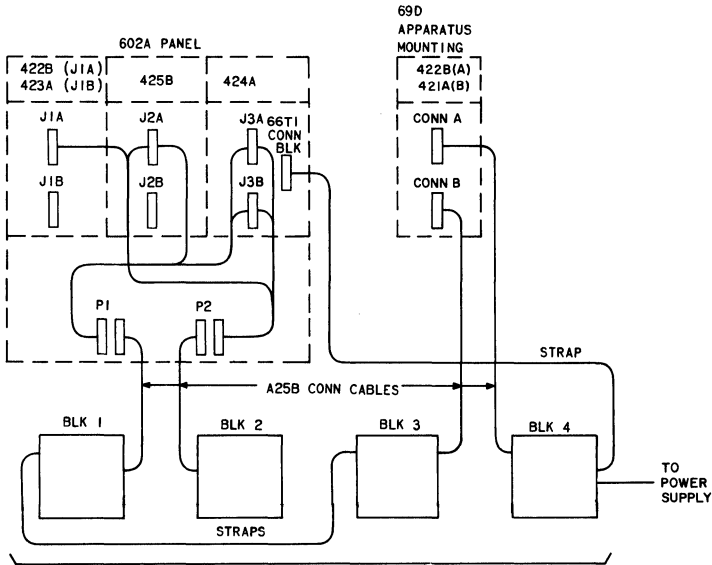 69D
APPARATUS
MOUNTING
602A PANEL
422B (J1A)
423A (J1B)
425B
424A
422B(A)
421A(B)
J1A
J2A
J3A
66T1
CONN
BLK
CONN A
J1B
J2B
J3B
CONN B
P1
P2
STRAP
A25B CONN CABLES
BLK 1
BLK 2
BLK 3
BLK 4
TO
POWER
SUPPLY
STRAPS